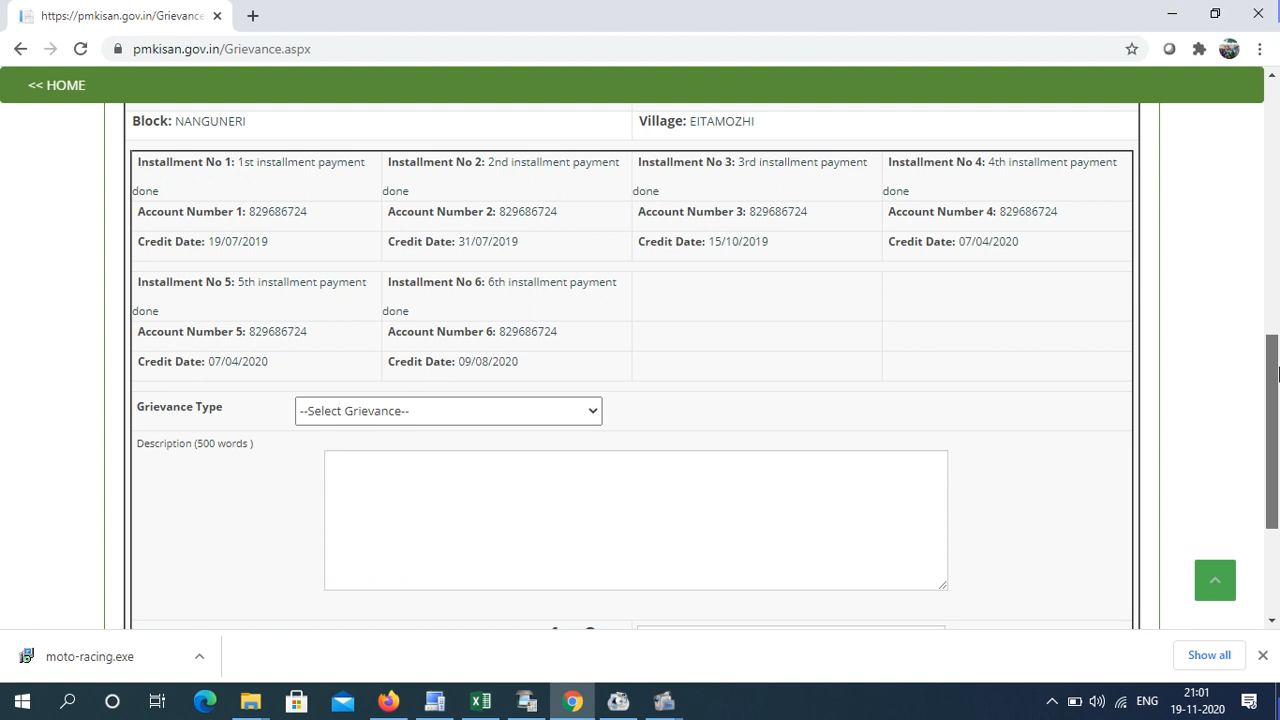 https://pmkisan.gov.in/Grievance
pmkisan.gov.in/Grievance.aspx
<< HOME
Block: NANGUNERI Village: EITAMOZHI
Installment No 1: 1st installment payment done
Installment No 2: 2nd installment payment done
Installment No 3: 3rd installment payment done
Installment No 4: 4th installment payment done
Account Number 1: 829686724 Account Number 2: 829686724 Account Number 3: 829686724 Account Number 4: 829686724
Credit Date: 19/07/2019 Credit Date: 31/07/2019 Credit Date: 15/10/2019 Credit Date: 07/04/2020
Installment No 5: 5th installment payment done
Installment No 6: 6th installment payment done
Account Number 5: 829686724 Account Number 6: 829686724
Credit Date: 07/04/2020 Credit Date: 09/08/2020
Grievance Type --Select Grievance--
Description (500 words )
moto-racing.exe Show all
ENG 21:01
19-11-2020